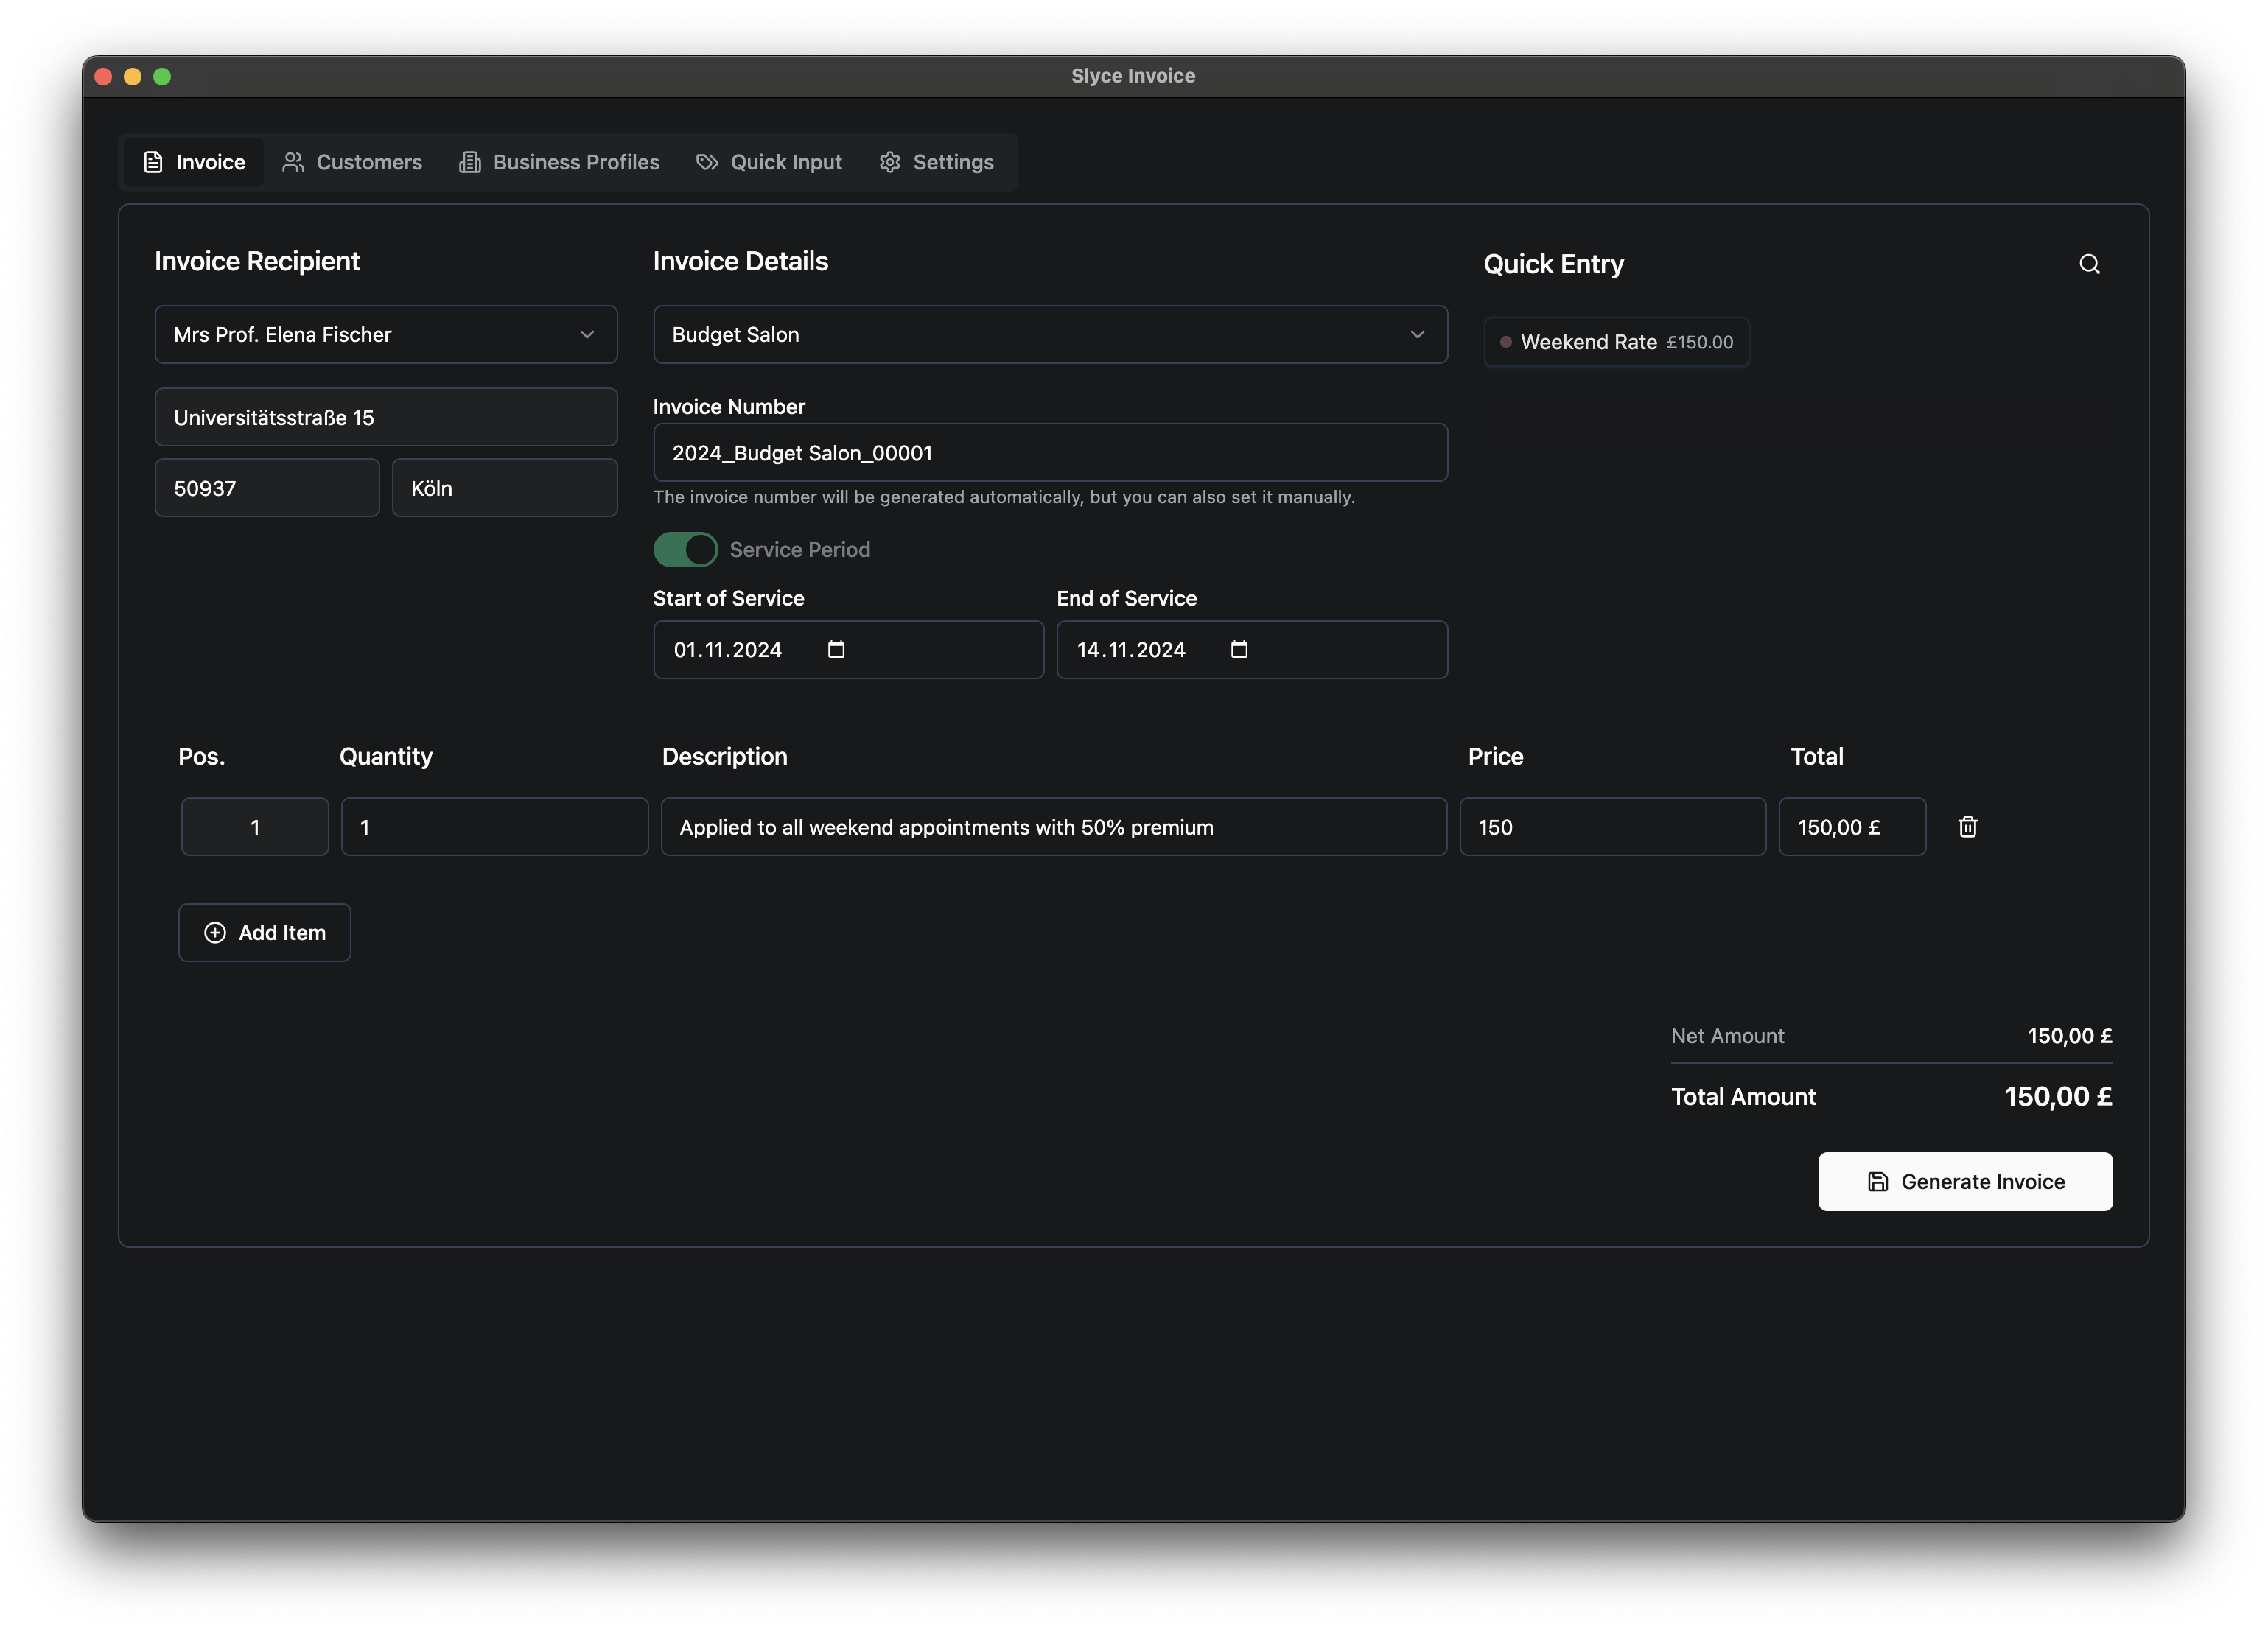 Slyce Invoice
Invoice Customers Business Profiles Quick Input Settings
Invoice Recipient
Mrs Prof. Elena Fischer
Universitätsstraße 15
50937 Köln
Invoice Details
Budget Salon
Invoice Number
2024_Budget Salon_00001
The invoice number will be generated automatically, but you can also set it manually.
Service Period
Start of Service End of Service
01.11.2024 14.11.2024
Quick Entry
Weekend Rate £150.00
Pos. Quantity Description Price Total
1 1 Applied to all weekend appointments with 50% premium 150 150,00 £
Add Item
Net Amount 150,00 £
Total Amount 150,00 £
Generate Invoice